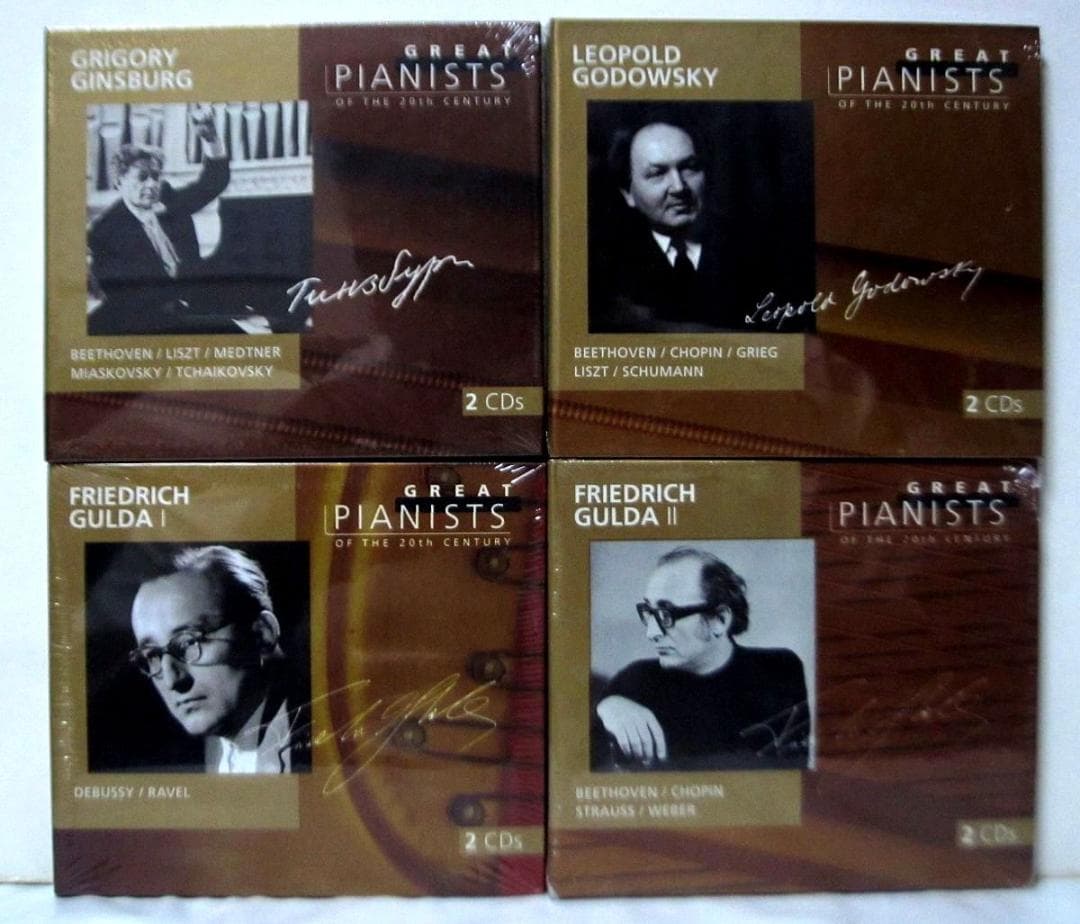 GRIGORY
GINSBURG
GREAT
PIANISTS
OF THE 20th CENTURY
Гинзбург
BEETHOVEN / LISZT / MEDTNER
MIASKOVSKY / TCHAIKOVSKY
2 CDs
LEOPOLD
GODOWSKY
GREAT
PIANISTS
OF THE 20th CENTURY
Leopold Godowsky
BEETHOVEN / CHOPIN / GRIEG
LISZT / SCHUMANN
2 CDs
FRIEDRICH
GULDA I
GREAT
PIANISTS
OF THE 20th CENTURY
DEBUSSY / RAVEL
2 CDs
FRIEDRICH
GULDA II
GREAT
PIANISTS
OF THE 20th CENTURY
BEETHOVEN / CHOPIN
STRAUSS / WEBER
2 CDs